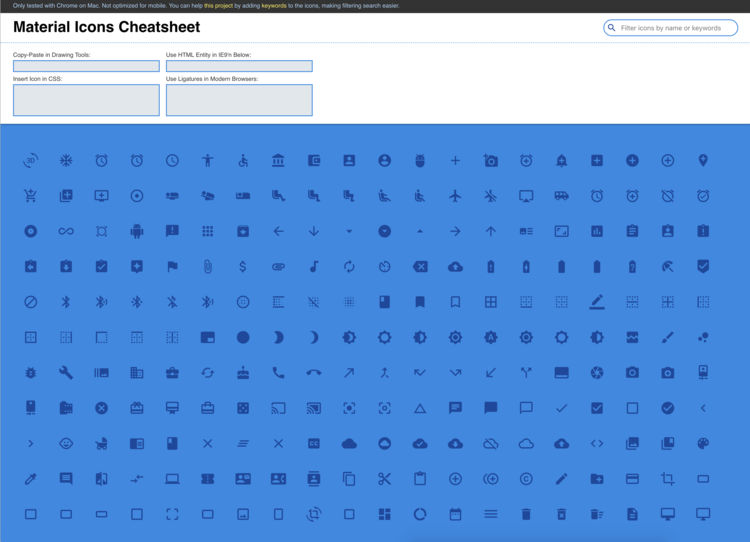 Only tested with Chrome on Mac. Not optimized for mobile. You can help this project by adding keywords to the icons, making filtering search easier.
Material Icons Cheatsheet
Filter icons by name or keywords
Copy-Paste in Drawing Tools:
Use HTML Entity in IE9'n Below:
Insert Icon in CSS:
Use Ligatures in Modern Browsers:
3D
CC